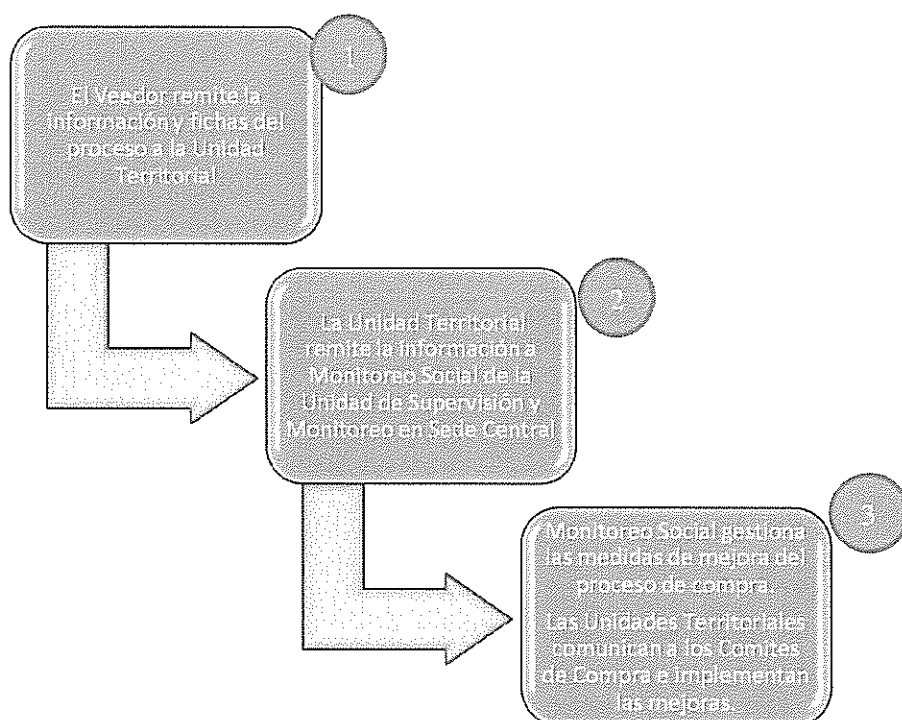 1
El Veedor remite la
información y fichas del
proceso a la Unidad
Territorial
2
La Unidad Territorial
remite la información a
Monitoreo Social de la
Unidad de Supervisión y
Monitoreo en Sede Central
3
Monitoreo Social gestiona
las medidas de mejora del
proceso de compra.
Las Unidades Territoriales
comunican a los Comites
de Compra e implementan
las mejoras.